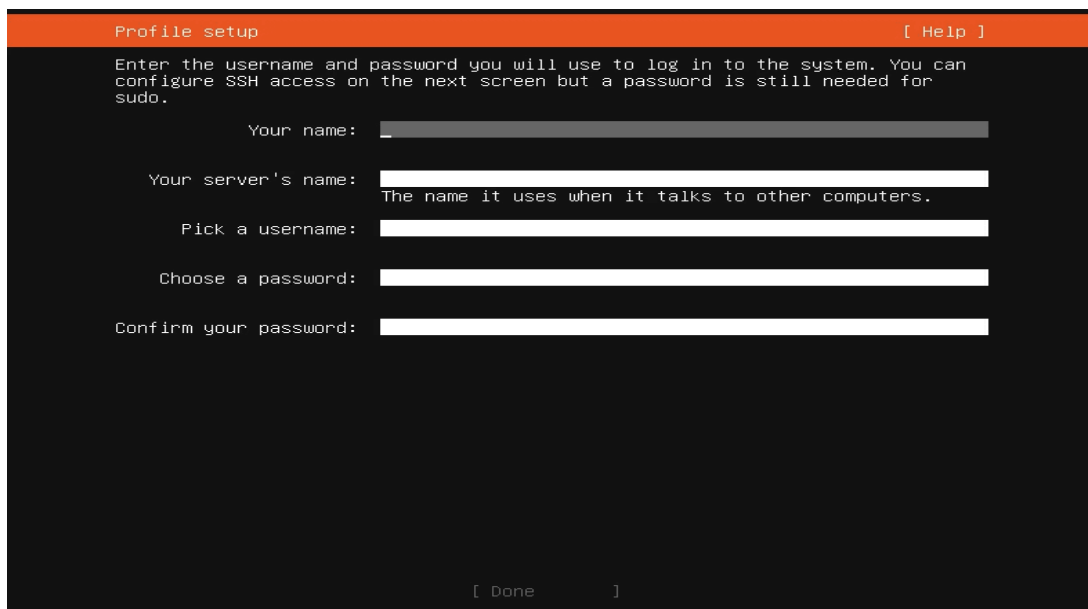 Profile setup [ Help ]
Enter the username and password you will use to log in to the system. You can
configure SSH access on the next screen but a password is still needed for
sudo.
Your name:
Your server's name:
The name it uses when it talks to other computers.
Pick a username:
Choose a password:
Confirm your password:
[ Done ]